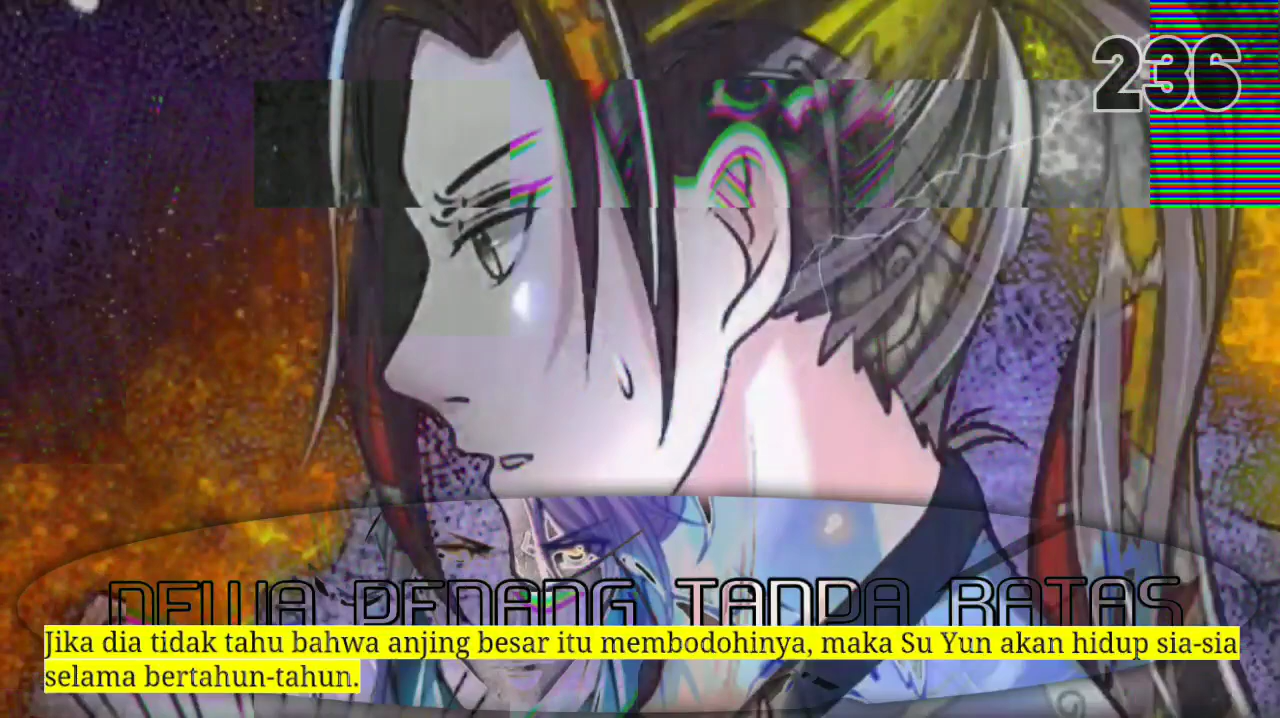 236
DEWA PEDANG TANPA BATAS
Jika dia tidak tahu bahwa anjing besar itu membodohinya, maka Su Yun akan hidup sia-sia
selama bertahun-tahun.